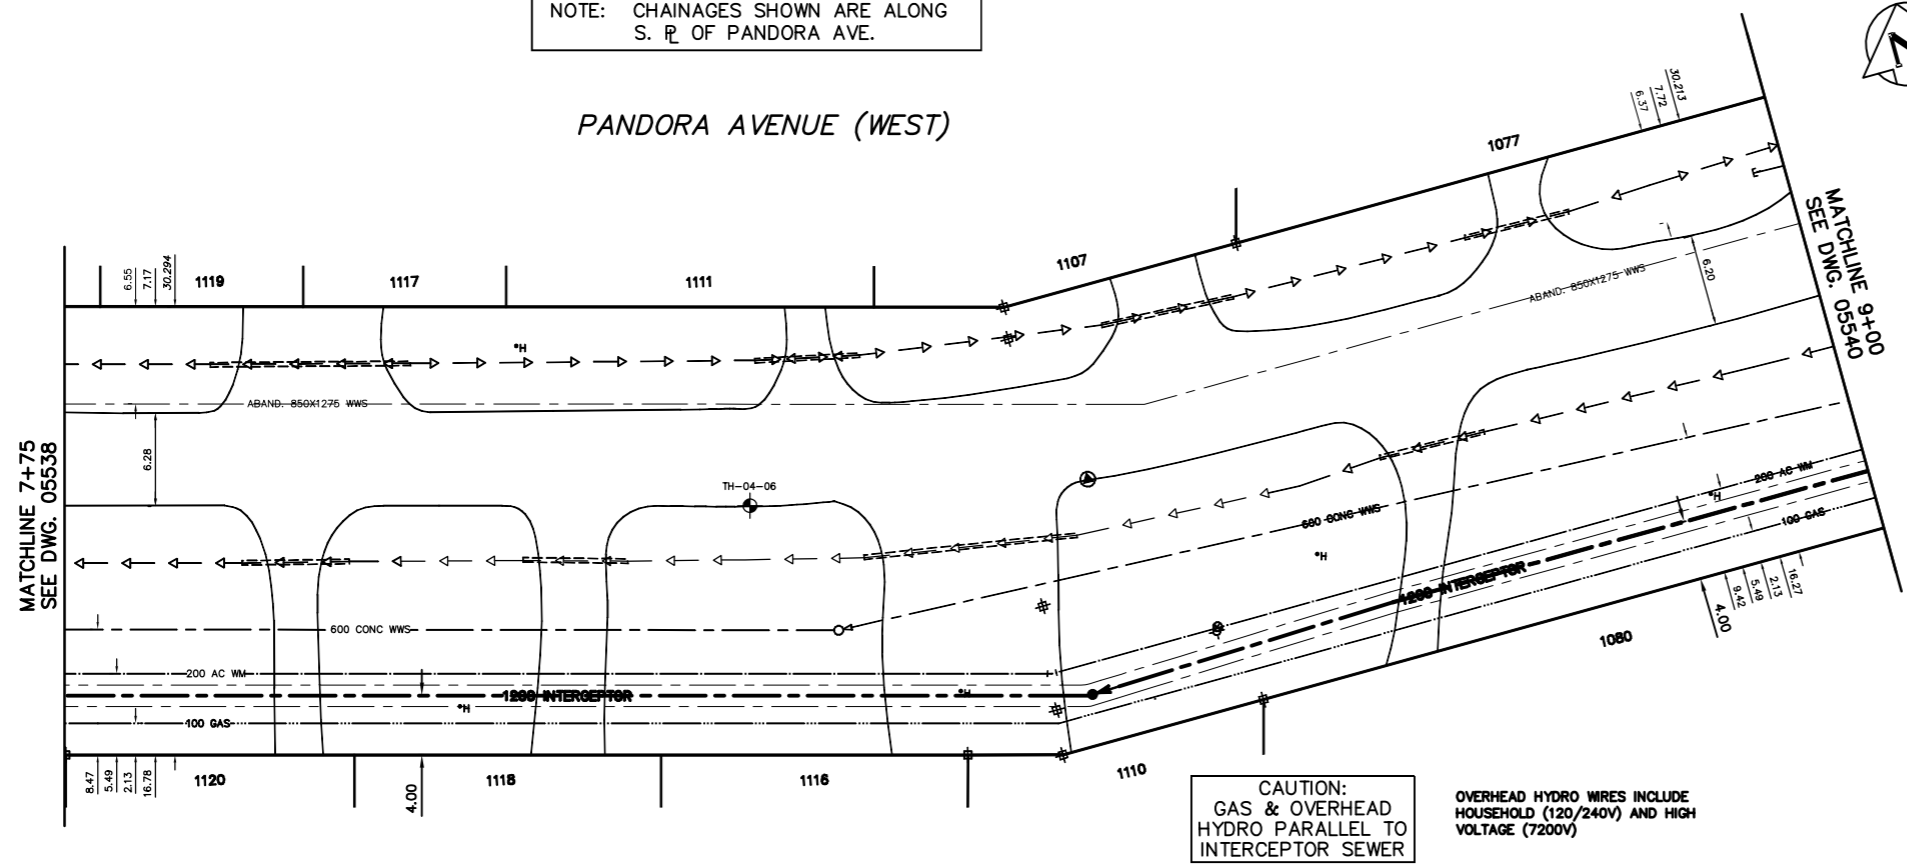 NOTE: CHAINAGES SHOWN ARE ALONG
S. ⅊ OF PANDORA AVE.
PANDORA AVENUE (WEST)
N
30.213
7.72
6.37
1077
MATCHLINE 9+00
SEE DWG. 05540
1107
6.55
7.17
30.294
1119
1117
1111
°H
6.20
ABAND. 850X1275 WWS
ABAND. 850X1275 WWS
MATCHLINE 7+75
SEE DWG. 05538
6.28
TH-04-06
200 AC WM
°H
600 CONC WWS
100 GAS
°H
1200 INTERCEPTOR
600 CONC WWS
200 AC WM
1200 INTERCEPTOR
°H
°H
100 GAS
16.27
2.13
5.49
9.42
4.00
1080
8.47
5.49
2.13
16.78
1120
4.00
1118
1116
1110
CAUTION:
GAS & OVERHEAD
HYDRO PARALLEL TO
INTERCEPTOR SEWER
OVERHEAD HYDRO WIRES INCLUDE
HOUSEHOLD (120/240V) AND HIGH
VOLTAGE (7200V)